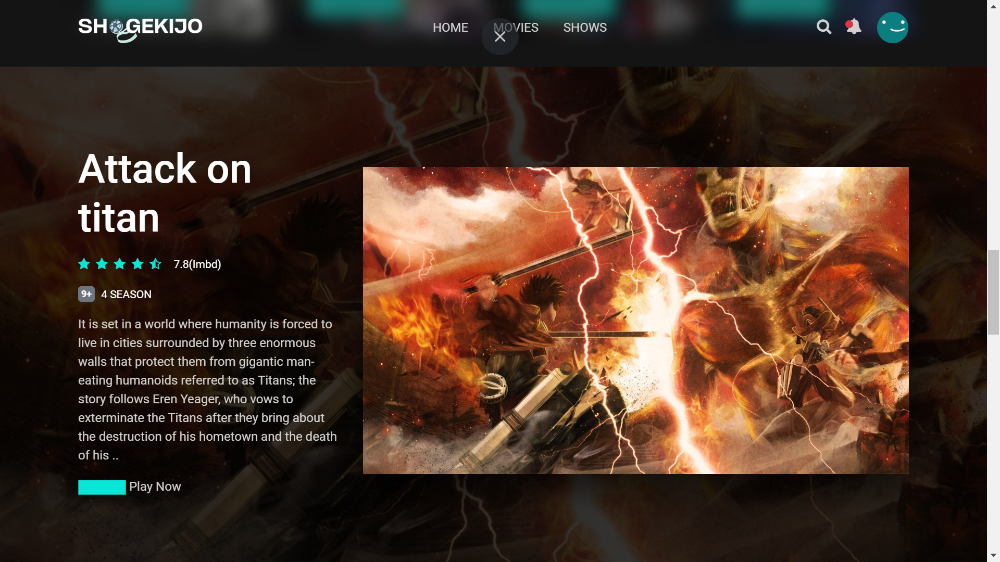 SHOGEKIJO
HOME MOVIES SHOWS
Attack on
titan
7.8(Imbd)
9+ 4 SEASON
It is set in a world where humanity is forced to
live in cities surrounded by three enormous
walls that protect them from gigantic man-
eating humanoids referred to as Titans; the
story follows Eren Yeager, who vows to
exterminate the Titans after they bring about
the destruction of his hometown and the death
of his ..
Play Now